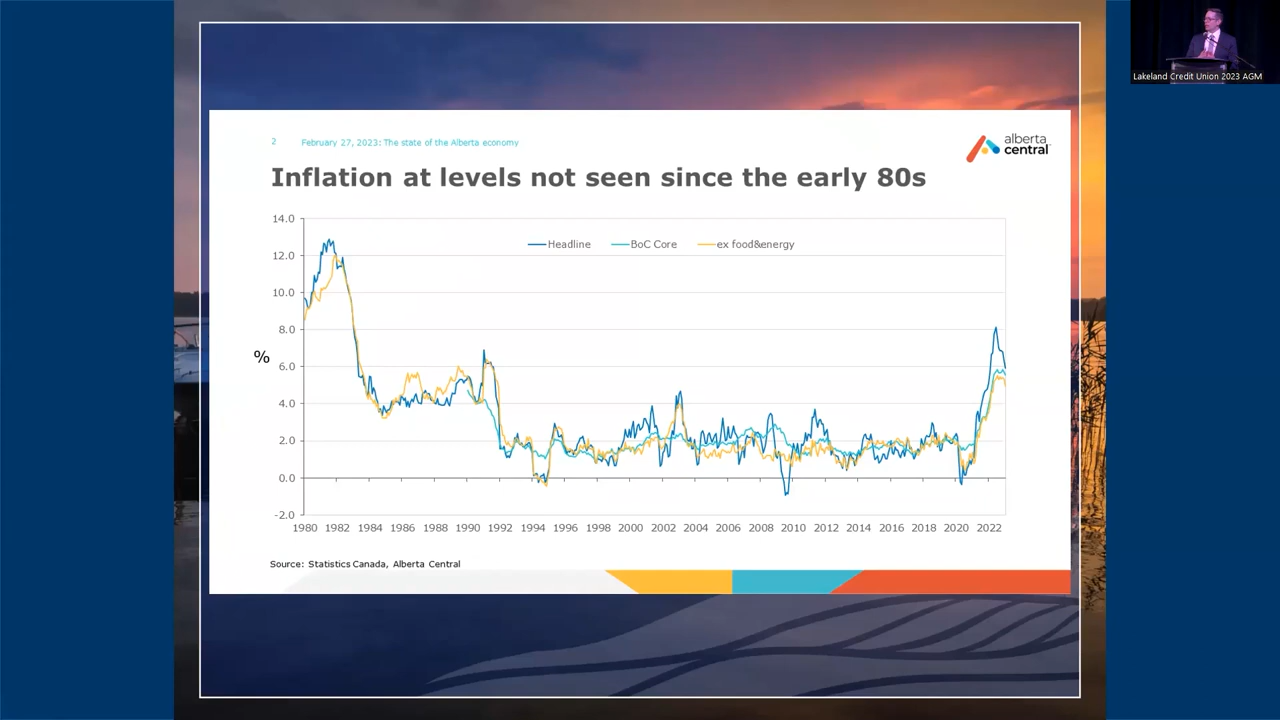 Lakeland Credit Union 2023 AGM
2 February 27, 2023: The state of the Alberta economy
alberta
central
Inflation at levels not seen since the early 80s
14.0
12.0
10.0
8.0
6.0
4.0
2.0
0.0
-2.0
%
Headline BoC Core ex food&energy
1980 1982 1984 1986 1988 1990 1992 1994 1996 1998 2000 2002 2004 2006 2008 2010 2012 2014 2016 2018 2020 2022
Source: Statistics Canada, Alberta Central